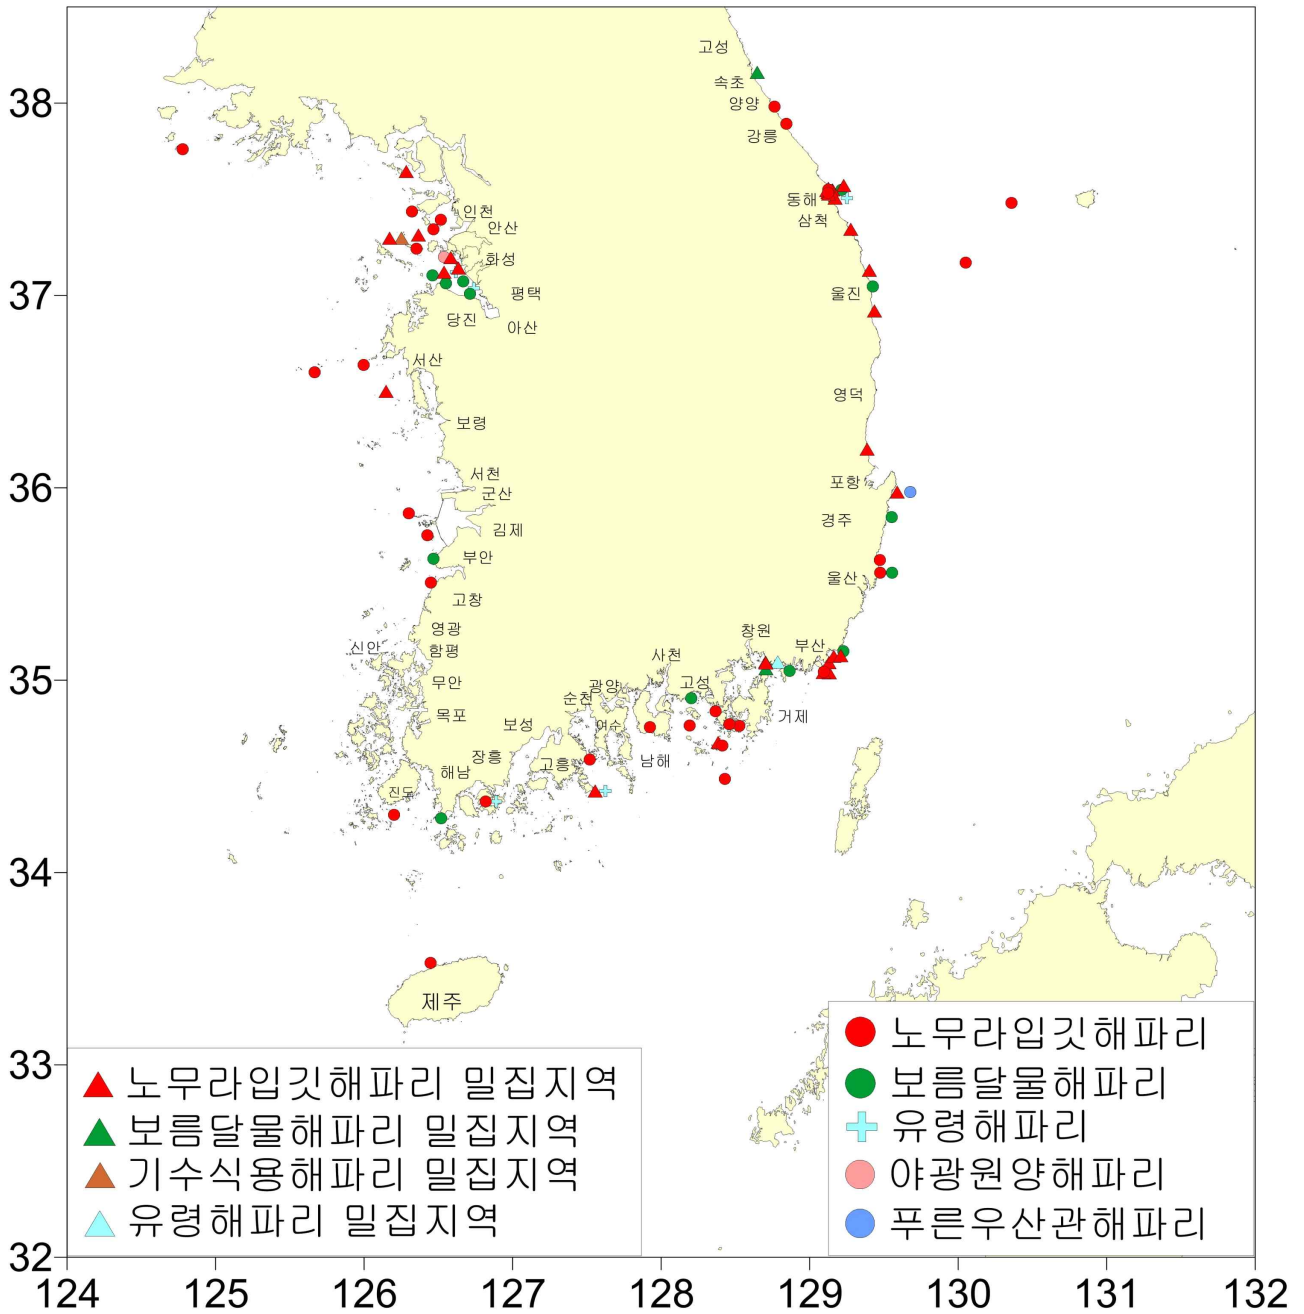 고성
속초
양양
강릉
동해
삼척
울진
영덕
포항
경주
울산
부산
창원
거제
고성
사천
남해
광양
순천
여수
보성
고흥
장흥
해남
진도
목포
무안
신안
함평
영광
고창
부안
김제
군산
서천
보령
서산
당진
아산
평택
화성
안산
인천
제주
38
37
36
35
34
33
32
124 125 126 127 128 129 130 131 132
노무라입깃해파리 밀집지역
보름달물해파리 밀집지역
기수식용해파리 밀집지역
유령해파리 밀집지역
노무라입깃해파리
보름달물해파리
유령해파리
야광원양해파리
푸른우산관해파리